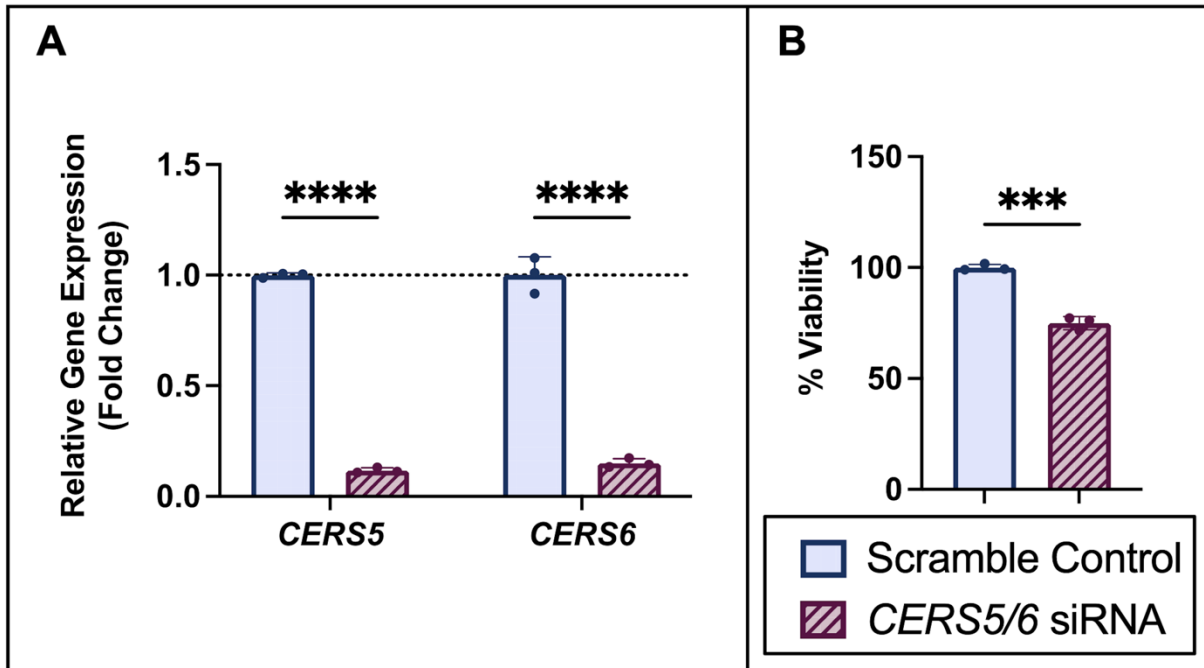 A
Relative Gene Expression
(Fold Change)
1.5
1.0
0.5
0.0
****
****
CERS5
CERS6
B
% Viability
150
100
50
0
***
Scramble Control
CERS5/6 siRNA